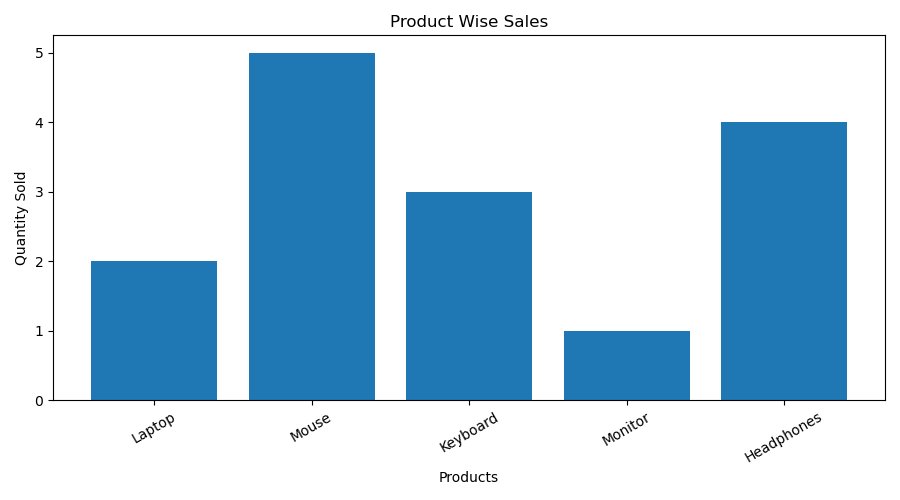 Product Wise Sales
Quantity Sold
5
4
3
2
1
0
Laptop
Mouse
Keyboard
Monitor
Headphones
Products